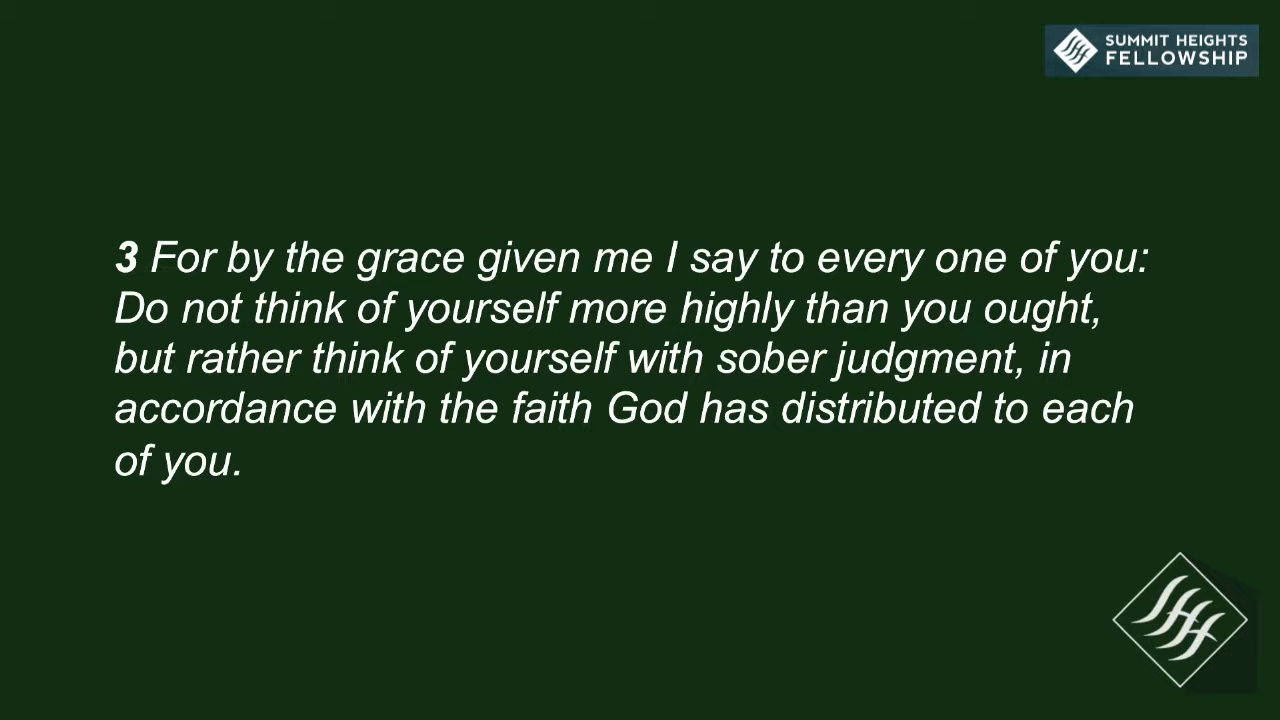 SUMMIT HEIGHTS
FELLOWSHIP
3 For by the grace given me I say to every one of you:
Do not think of yourself more highly than you ought,
but rather think of yourself with sober judgment, in
accordance with the faith God has distributed to each
of you.